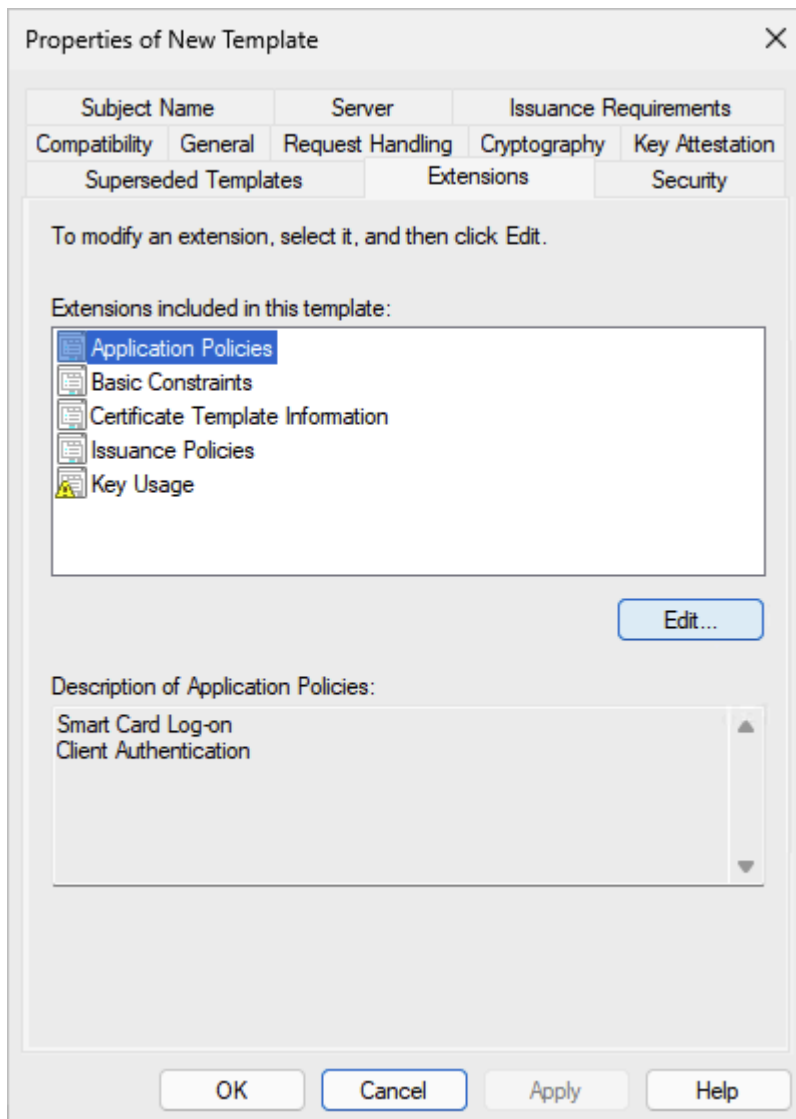 Properties of New Template
Subject Name Server Issuance Requirements
Compatibility General Request Handling Cryptography Key Attestation
Superseded Templates Extensions Security
To modify an extension, select it, and then click Edit.
Extensions included in this template:
Application Policies
Basic Constraints
Certificate Template Information
Issuance Policies
Key Usage
Edit...
Description of Application Policies:
Smart Card Log-on
Client Authentication
OK Cancel Apply Help